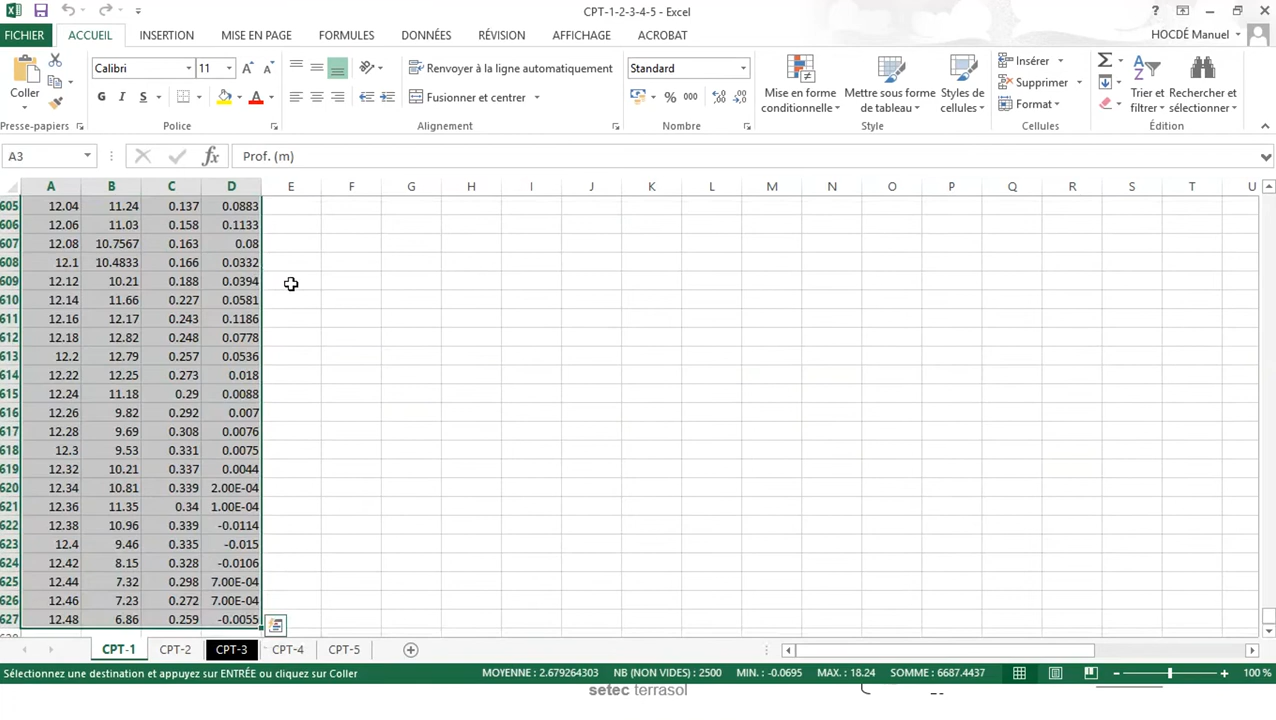 CPT-1-2-3-4-5 - Excel
FICHIER ACCUEIL INSERTION MISE EN PAGE FORMULES DONNÉES RÉVISION AFFICHAGE ACROBAT HOCDÉ Manuel
Coller
Calibri 11
Renvoyer à la ligne automatiquement
Fusionner et centrer
Standard
Mise en forme conditionnelle
Mettre sous forme de tableau
Styles de cellules
Insérer
Supprimer
Format
Trier et filtrer
Rechercher et sélectionner
Presse-papiers Police Alignement Nombre Style Cellules Édition
A3 fx Prof. (m)
A B C D E F G H I J K L M N O P Q R S T U
605 12.04 11.24 0.137 0.0883
606 12.06 11.03 0.158 0.1133
607 12.08 10.7567 0.163 0.08
608 12.1 10.4833 0.166 0.0332
609 12.12 10.21 0.188 0.0394
610 12.14 11.66 0.227 0.0581
611 12.16 12.17 0.243 0.1186
612 12.18 12.82 0.248 0.0778
613 12.2 12.79 0.257 0.0536
614 12.22 12.25 0.273 0.018
615 12.24 11.18 0.29 0.0088
616 12.26 9.82 0.292 0.007
617 12.28 9.69 0.308 0.0076
618 12.3 9.53 0.331 0.0075
619 12.32 10.21 0.337 0.0044
620 12.34 10.81 0.339 2.00E-04
621 12.36 11.35 0.34 1.00E-04
622 12.38 10.96 0.339 -0.0114
623 12.4 9.46 0.335 -0.015
624 12.42 8.15 0.328 -0.0106
625 12.44 7.32 0.298 7.00E-04
626 12.46 7.23 0.272 7.00E-04
627 12.48 6.86 0.259 -0.0055
CPT-1 CPT-2 CPT-3 CPT-4 CPT-5
Sélectionnez une destination et appuyez sur ENTRÉE ou cliquez sur Coller MOYENNE : 2.679264303 NB (NON VIDES) : 2500 MIN. : -0.0695 MAX. : 18.24 SOMME : 6687.4437 100 %
setec terrasol